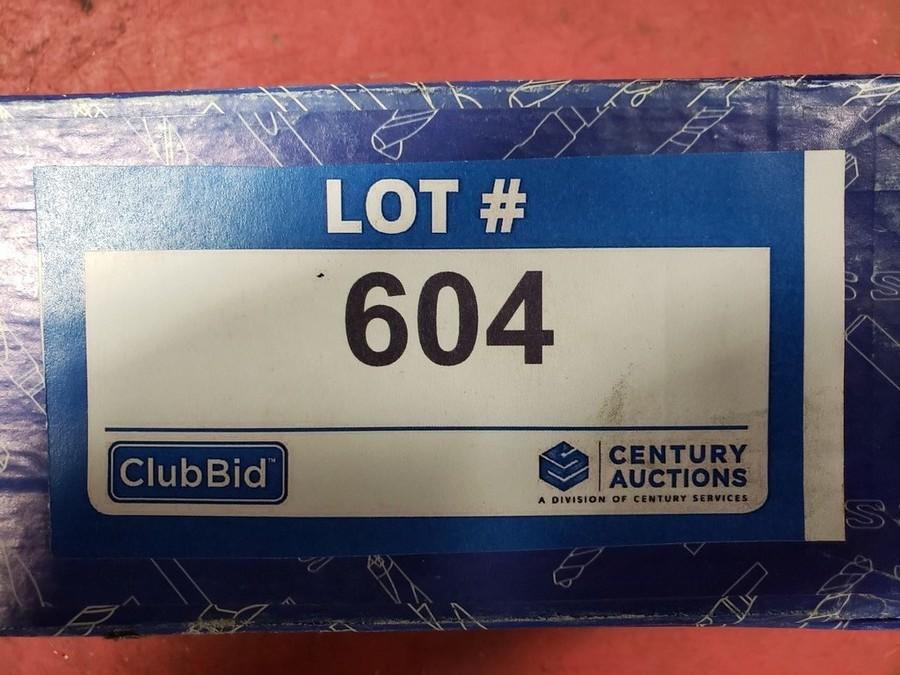 LOT #
604
ClubBid™
CENTURY
AUCTIONS
A DIVISION OF CENTURY SERVICES